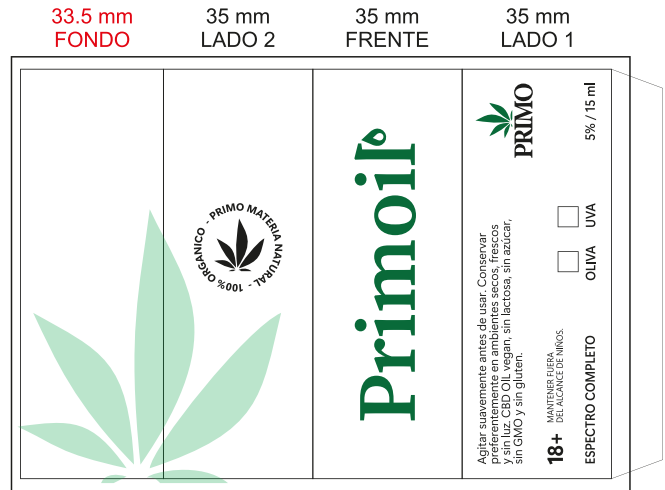 33.5 mm
FONDO
35 mm
LADO 2
35 mm
FRENTE
35 mm
LADO 1
100% ORGANICO - PRIMO MATERIA NATURAL -
Primoil
PRIMO
5% / 15 ml
Agitar suavemente antes de usar. Conservar
preferentemente en ambientes secos, frescos
y sin luz. CBD OIL vegan, sin lactosa, sin azúcar,
sin GMO y sin gluten.
UVA
OLIVA
18+
MANTENER FUERA
DEL ALCANCE DE NIÑOS.
ESPECTRO COMPLETO